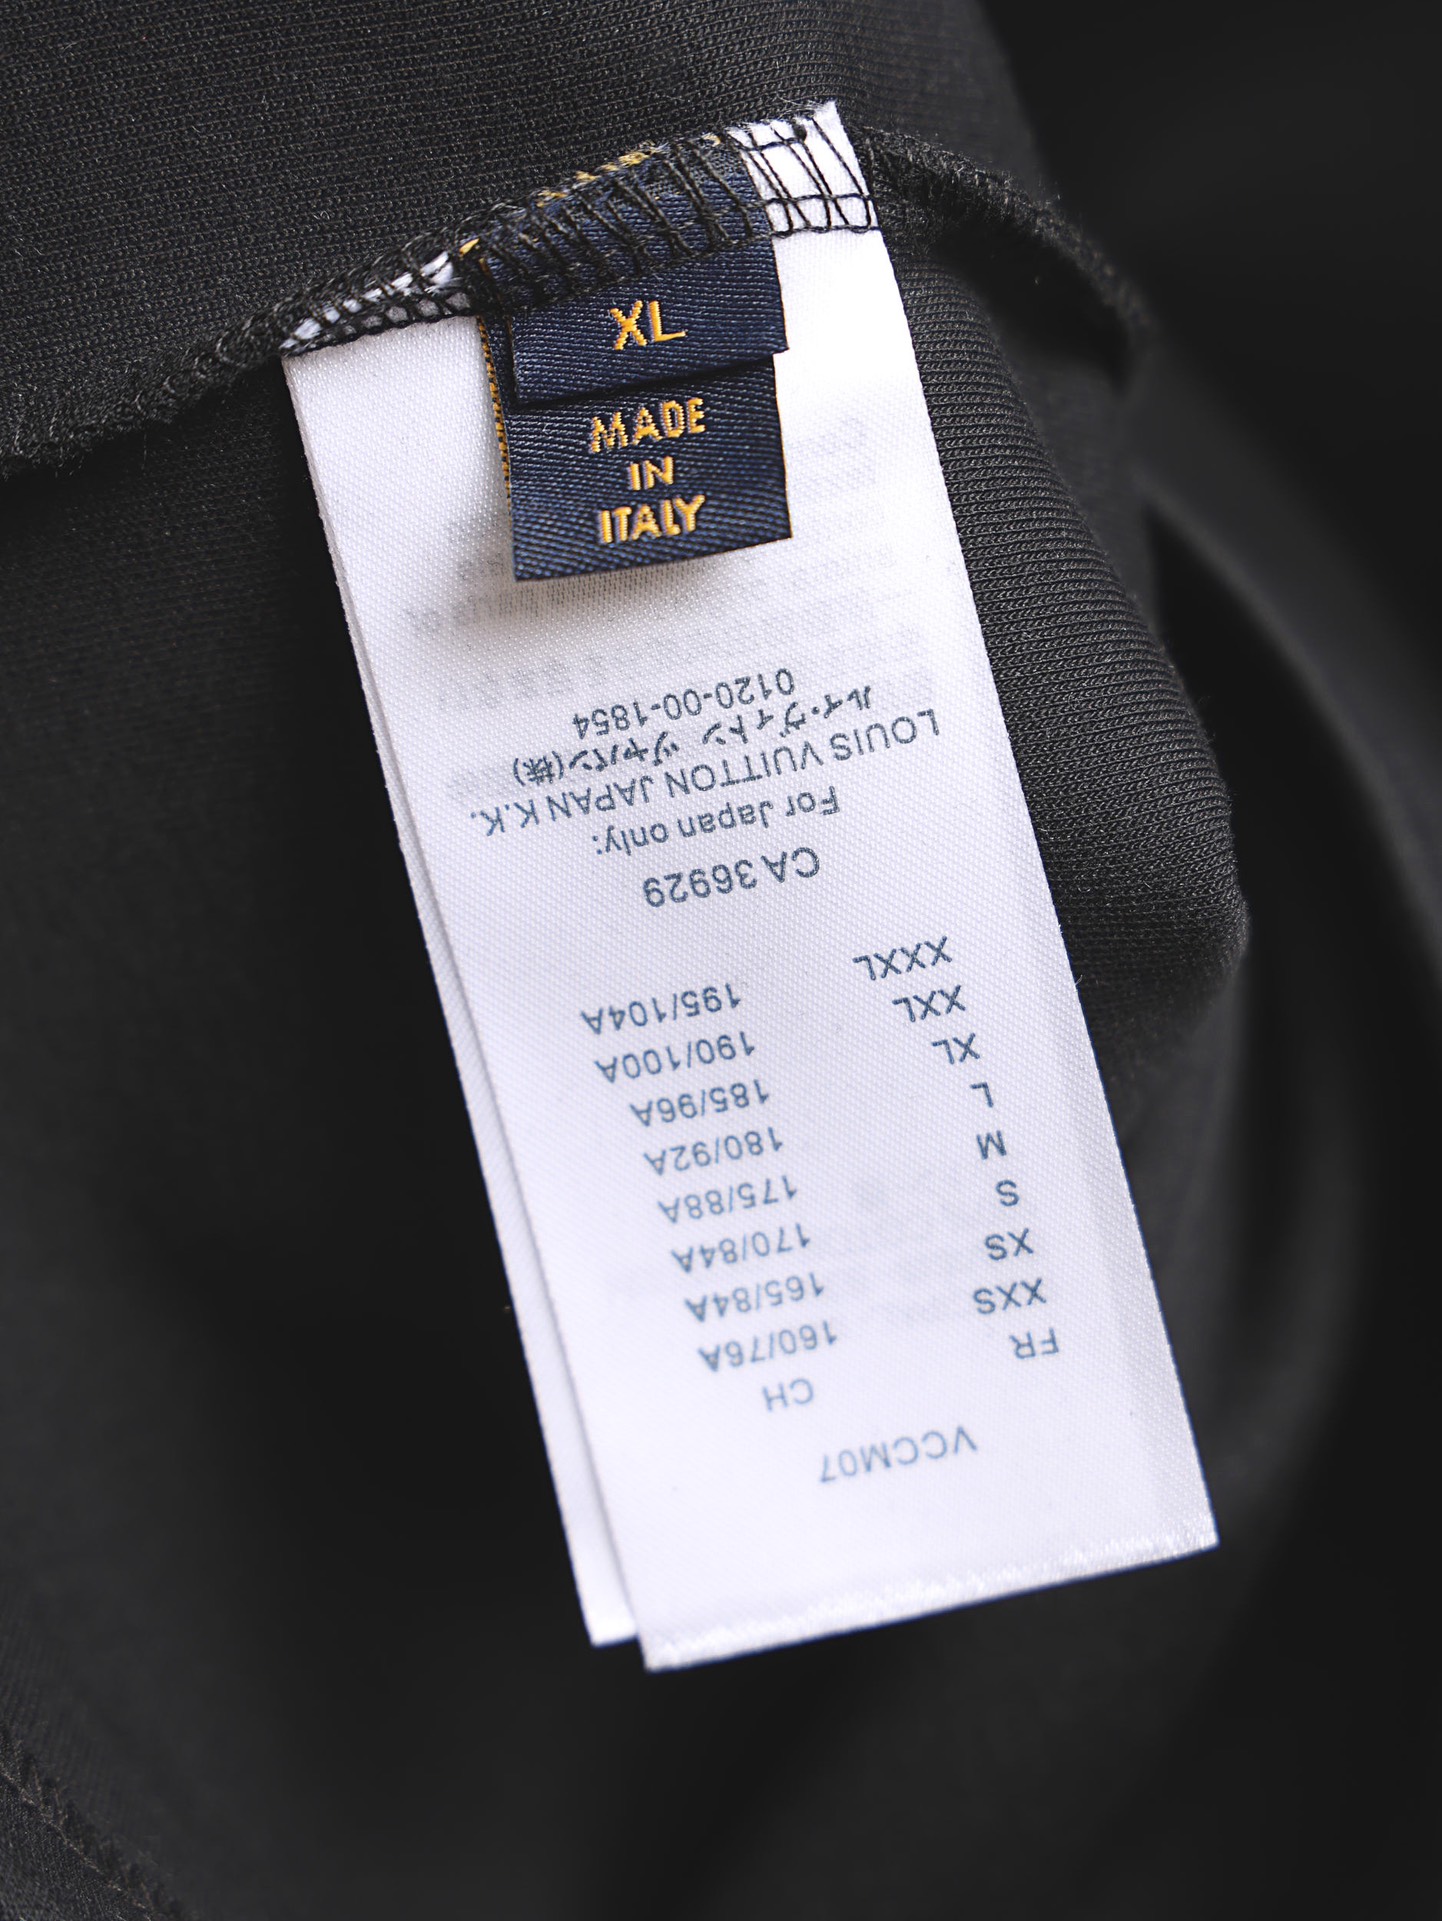 XL
MADE
IN
ITALY
VCCM07
FR CH
XXS 160/76A
XS 165/84A
S 170/84A
M 175/88A
L 180/92A
XL 185/96A
XXL 190/100A
XXXL 195/104A
CA 36929
For Japan only:
LOUIS VUITTON JAPAN K.K.
ルイ・ヴィトン ジャパン(株)
0120-00-1854